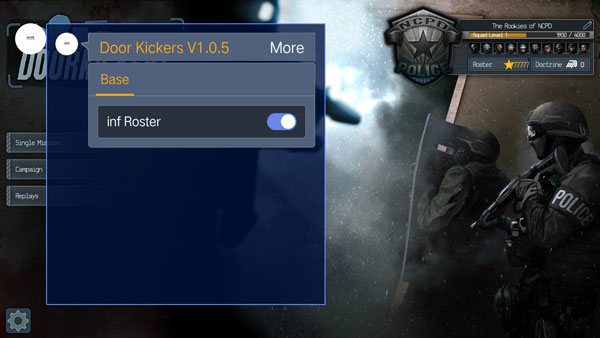 Door Kickers V1.0.5
More
Base
inf Roster
DOOR
Single Mission
Campaign
Replays
NCPD
POLICE
The Rookies of NCPD
Squad Level 1
1900 / 4000
Roster
77777
Doctrine
0
POLICE